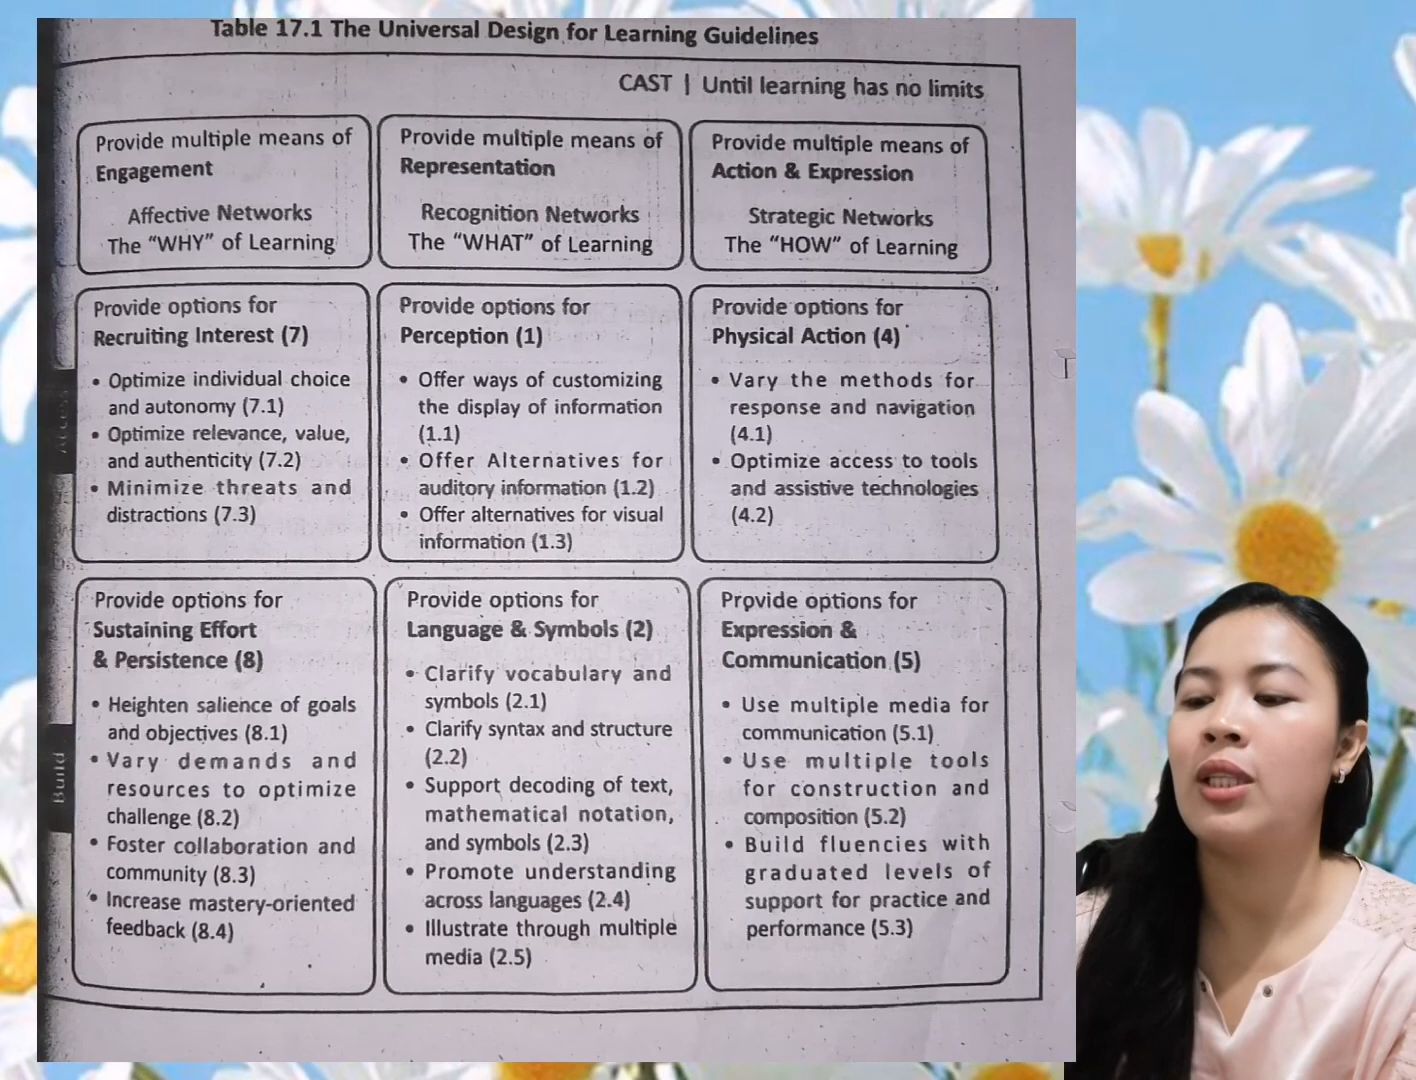 Table 17.1 The Universal Design for Learning Guidelines
CAST | Until learning has no limits
Provide multiple means of
Engagement
Affective Networks
The “WHY” of Learning
Provide multiple means of
Representation
Recognition Networks
The “WHAT” of Learning
Provide multiple means of
Action & Expression
Strategic Networks
The “HOW” of Learning
Access
Provide options for
Recruiting Interest (7)
• Optimize individual choice
and autonomy (7.1)
• Optimize relevance, value,
and authenticity (7.2)
• Minimize threats and
distractions (7.3)
Provide options for
Perception (1)
• Offer ways of customizing
the display of information
(1.1)
• Offer Alternatives for
auditory information (1.2)
• Offer alternatives for visual
information (1.3)
Provide options for
Physical Action (4)
• Vary the methods for
response and navigation
(4.1)
• Optimize access to tools
and assistive technologies
(4.2)
Build
Provide options for
Sustaining Effort
& Persistence (8)
• Heighten salience of goals
and objectives (8.1)
• Vary demands and
resources to optimize
challenge (8.2)
• Foster collaboration and
community (8.3)
• Increase mastery-oriented
feedback (8.4)
Provide options for
Language & Symbols (2)
• Clarify vocabulary and
symbols (2.1)
• Clarify syntax and structure
(2.2)
• Support decoding of text,
mathematical notation,
and symbols (2.3)
• Promote understanding
across languages (2.4)
• Illustrate through multiple
media (2.5)
Provide options for
Expression &
Communication (5)
• Use multiple media for
communication (5.1)
• Use multiple tools
for construction and
composition (5.2)
• Build fluencies with
graduated levels of
support for practice and
performance (5.3)